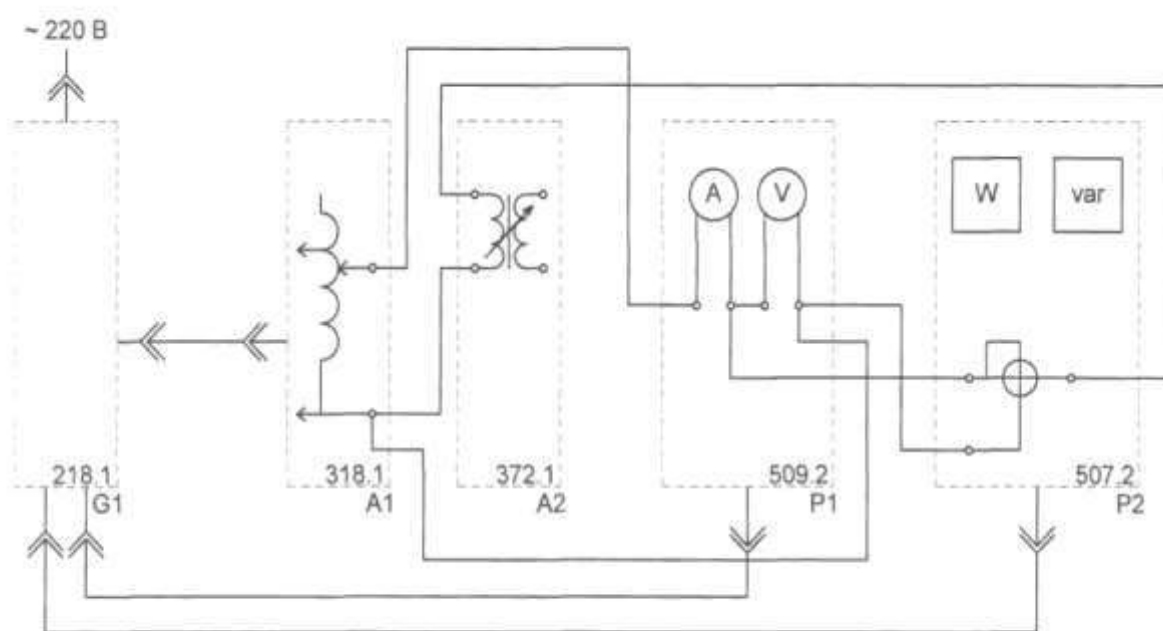 ~ 220 В
A V
W var
218.1
G1
318.1
A1
372.1
A2
509.2
P1
507.2
P2